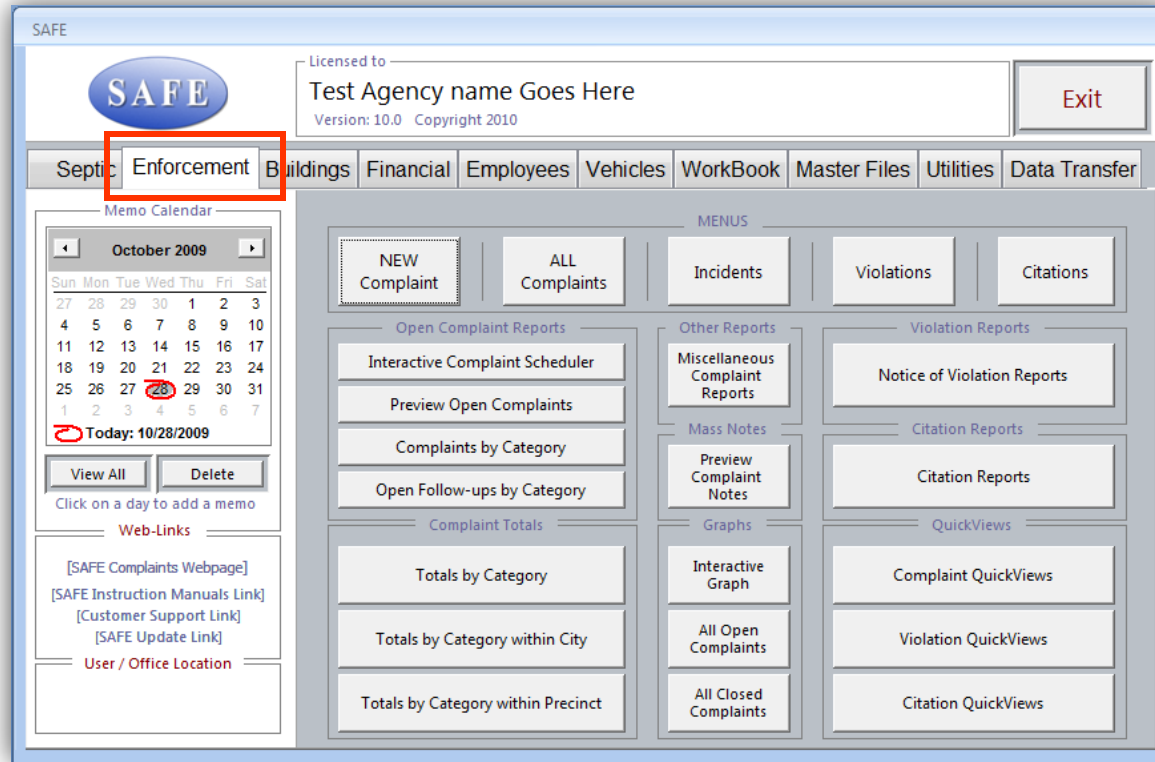 SAFE
SAFE
Licensed to
Test Agency name Goes Here
Version: 10.0 Copyright 2010
Exit
Septic Enforcement Buildings Financial Employees Vehicles WorkBook Master Files Utilities Data Transfer
Memo Calendar
October 2009
Sun Mon Tue Wed Thu Fri Sat
27 28 29 30 1 2 3
4 5 6 7 8 9 10
11 12 13 14 15 16 17
18 19 20 21 22 23 24
25 26 27 28 29 30 31
1 2 3 4 5 6 7
Today: 10/28/2009
View All Delete
Click on a day to add a memo
Web-Links
[SAFE Complaints Webpage]
[SAFE Instruction Manuals Link]
[Customer Support Link]
[SAFE Update Link]
User / Office Location
MENUS
NEW
Complaint
ALL
Complaints
Incidents
Violations
Citations
Open Complaint Reports
Interactive Complaint Scheduler
Preview Open Complaints
Complaints by Category
Open Follow-ups by Category
Other Reports
Miscellaneous
Complaint
Reports
Mass Notes
Preview
Complaint
Notes
Violation Reports
Notice of Violation Reports
Citation Reports
Citation Reports
Complaint Totals
Totals by Category
Totals by Category within City
Totals by Category within Precinct
Graphs
Interactive
Graph
All Open
Complaints
All Closed
Complaints
QuickViews
Complaint QuickViews
Violation QuickViews
Citation QuickViews